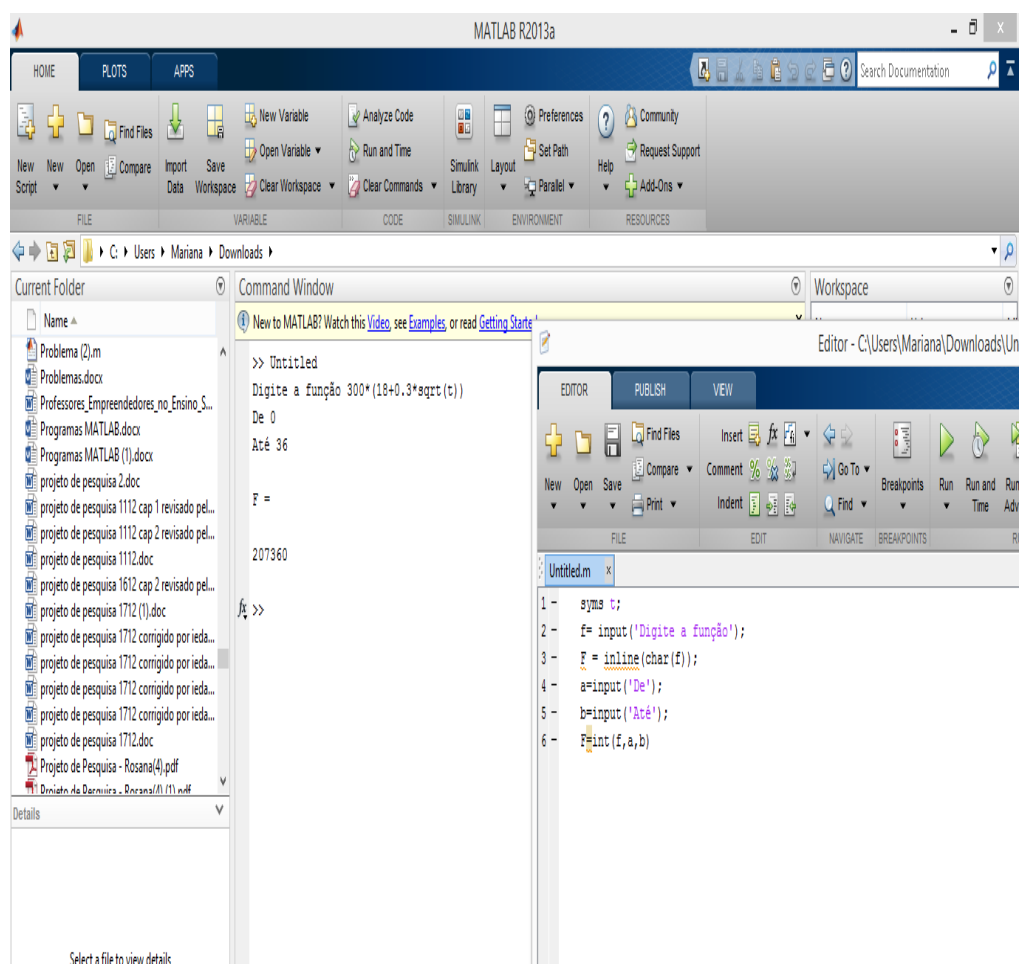 MATLAB R2013a
HOME PLOTS APPS
Search Documentation
New Script
New
Open
Find Files
Compare
Import Data
Save Workspace
New Variable
Open Variable
Clear Workspace
Analyze Code
Run and Time
Clear Commands
Simulink Library
Layout
Preferences
Set Path
Parallel
Help
Community
Request Support
Add-Ons
FILE VARIABLE CODE SIMULINK ENVIRONMENT RESOURCES
C: Users Mariana Downloads
Current Folder
Name
Problema (2).m
Problemas.docx
Professores_Empreendedores_no_Ensino_S...
Programas MATLAB.docx
Programas MATLAB (1).docx
projeto de pesquisa 2.doc
projeto de pesquisa 1112 cap 1 revisado pel...
projeto de pesquisa 1112 cap 2 revisado pel...
projeto de pesquisa 1112.doc
projeto de pesquisa 1612 cap 2 revisado pel...
projeto de pesquisa 1712 (1).doc
projeto de pesquisa 1712 corrigido por ieda...
projeto de pesquisa 1712 corrigido por ieda...
projeto de pesquisa 1712 corrigido por ieda...
projeto de pesquisa 1712 corrigido por ieda...
projeto de pesquisa 1712.doc
Projeto de Pesquisa - Rosana(4).pdf
Projeto de Pesquisa - Rosana(4) (1).pdf
Details
Select a file to view details
Command Window
New to MATLAB? Watch this Video, see Examples, or read Getting Starte
>> Untitled
Digite a função 300*(18+0.3*sqrt(t))
De 0
Até 36
F =
207360
fx >>
Workspace
Editor - C:\Users\Mariana\Downloads\Un
EDITOR PUBLISH VIEW
New
Open
Save
Find Files
Compare
Print
Insert fx
Comment
Indent
Go To
Find
Breakpoints
Run
Run and Time
Run
Adv
FILE EDIT NAVIGATE BREAKPOINTS R
Untitled.m
1 - syms t;
2 - f= input('Digite a função');
3 - F = inline(char(f));
4 - a=input('De');
5 - b=input('Até');
6 - F=int(f,a,b)